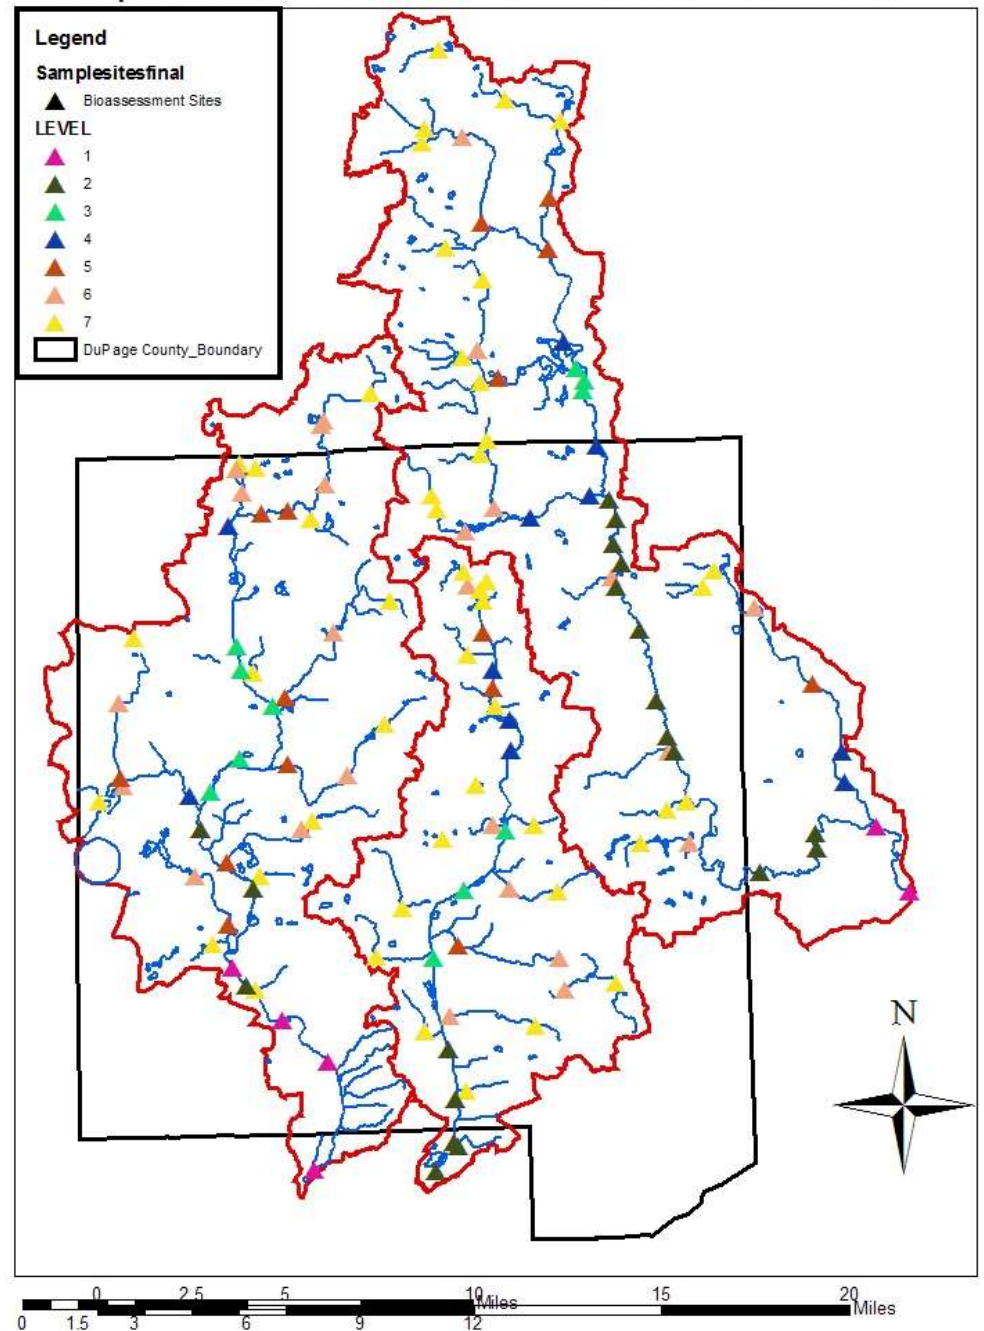 Legend
Samplesitesfinal
Bioassessment Sites
LEVEL
1
2
3
4
5
6
7
DuPage County_Boundary
N
0 2.5 5 10 15 20
Miles
Miles
0 1.5 3 6 9 12